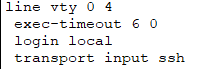 line vty 0 4
 exec-timeout 6 0
 login local
 transport input ssh